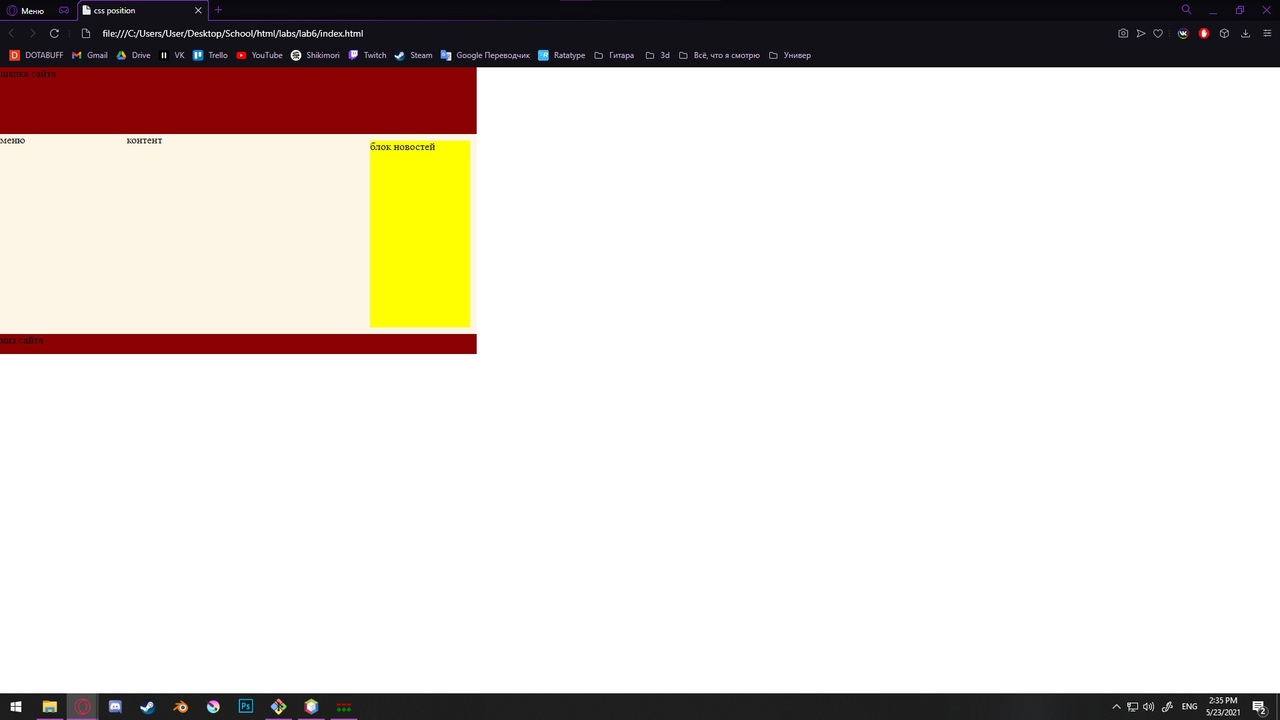 Меню
css position
file:///C:/Users/User/Desktop/School/html/labs/lab6/index.html
DOTABUFF Gmail Drive VK Trello YouTube Shikimori Twitch Steam Google Переводчик Ratatype Гитара 3d Всё, что я смотрю Универ
шапка сайта
меню
контент
блок новостей
низ сайта
Ps
ENG
2:35 PM
5/23/2021
2